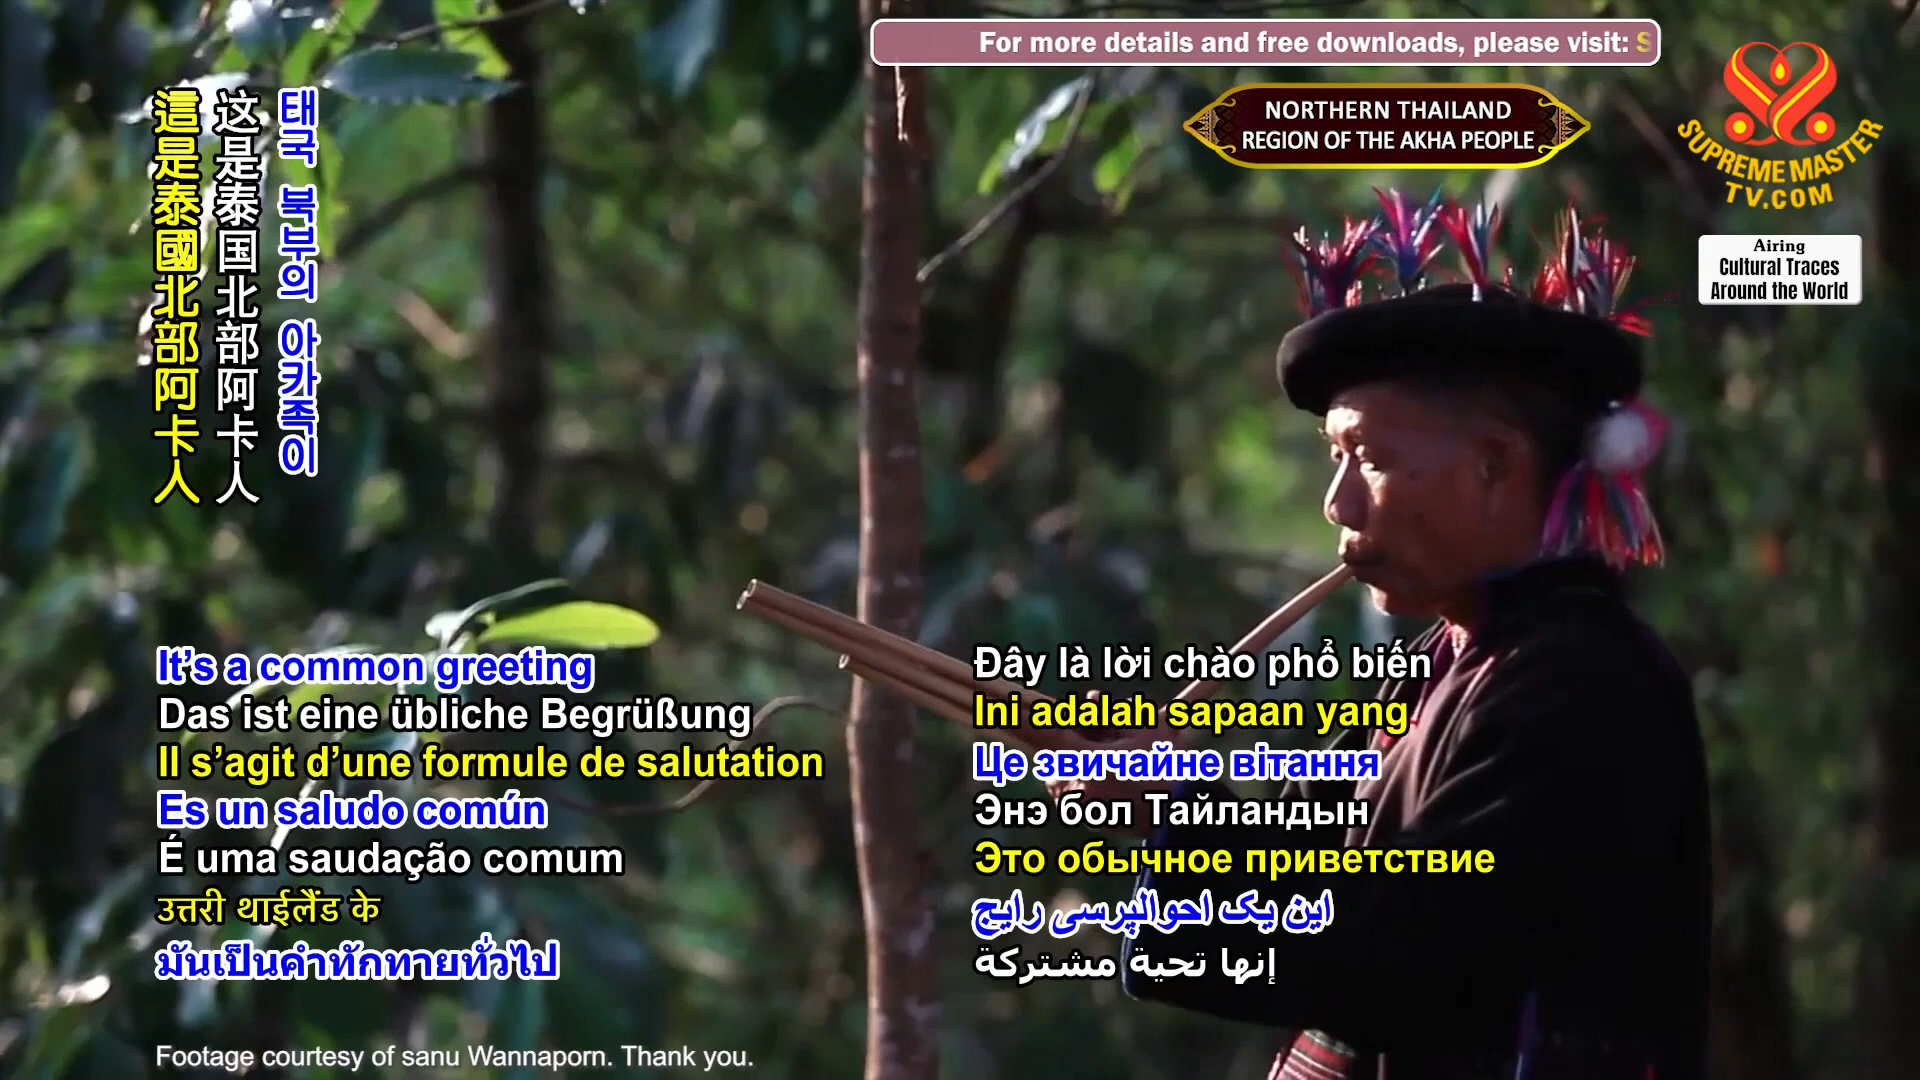 For more details and free downloads, please visit: S
NORTHERN THAILAND
REGION OF THE AKHA PEOPLE
SUPREME MASTER
TV.COM
Airing
Cultural Traces
Around the World
這是泰國北部阿卡人
这是泰国北部阿卡人
태국 북부의 아카족이
It's a common greeting
Das ist eine übliche Begrüßung
Il s'agit d'une formule de salutation
Es un saludo común
É uma saudação comum
उत्तरी थाईलैंड के
มันเป็นคำทักทายทั่วไป
Đây là lời chào phổ biến
Ini adalah sapaan yang
Це звичайне вітання
Энэ бол Тайландын
Это обычное приветствие
این یک احوالپرسی رایج
إنها تحية مشتركة
Footage courtesy of sanu Wannaporn. Thank you.